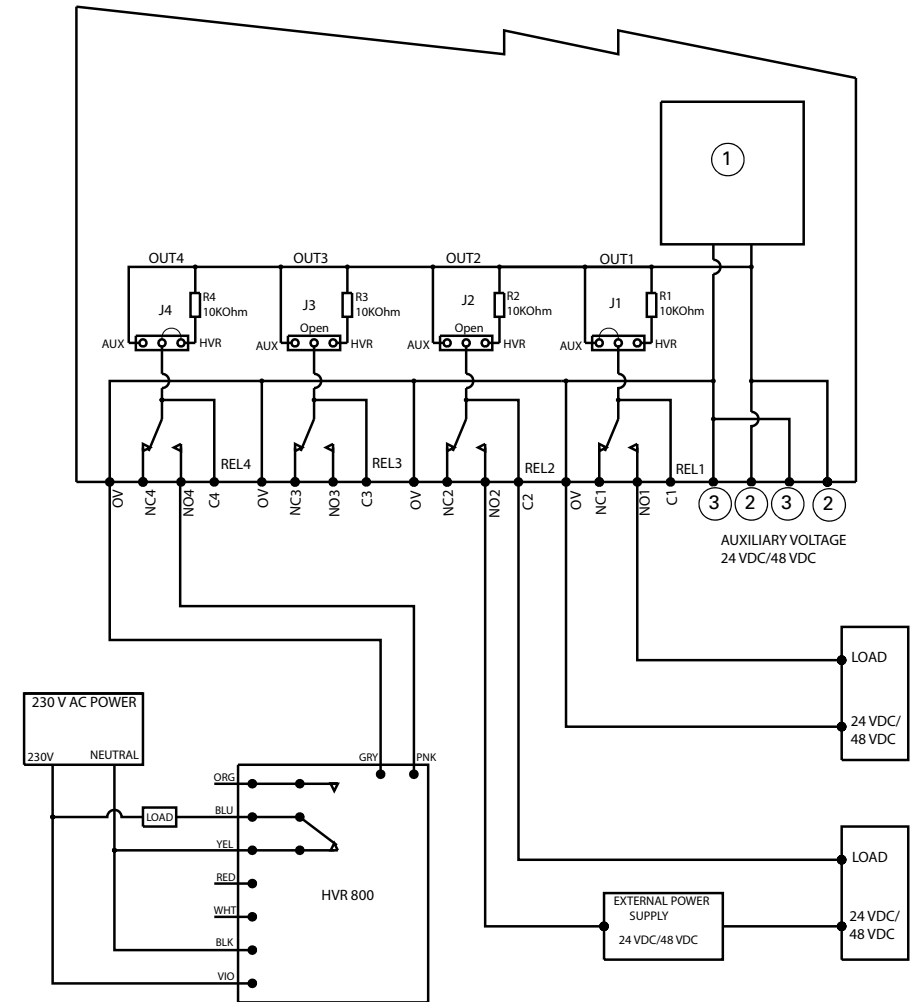 1
OUT4
OUT3
OUT2
OUT1
R4
10KOhm
R3
10KOhm
R2
10KOhm
R1
10KOhm
J4
J3
J2
J1
Open
Open
AUX
HVR
AUX
HVR
AUX
HVR
AUX
HVR
REL4
REL3
REL2
REL1
OV
NC4
NO4
C4
OV
NC3
NO3
C3
OV
NC2
NO2
C2
OV
NC1
NO1
C1
3
2
3
2
AUXILIARY VOLTAGE
24 VDC/48 VDC
LOAD
24 VDC/
48 VDC
230 V AC POWER
230V
NEUTRAL
GRY
PNK
ORG
BLU
LOAD
YEL
RED
WHT
BLK
VIO
HVR 800
EXTERNAL POWER
SUPPLY
24 VDC/48 VDC
LOAD
24 VDC/
48 VDC